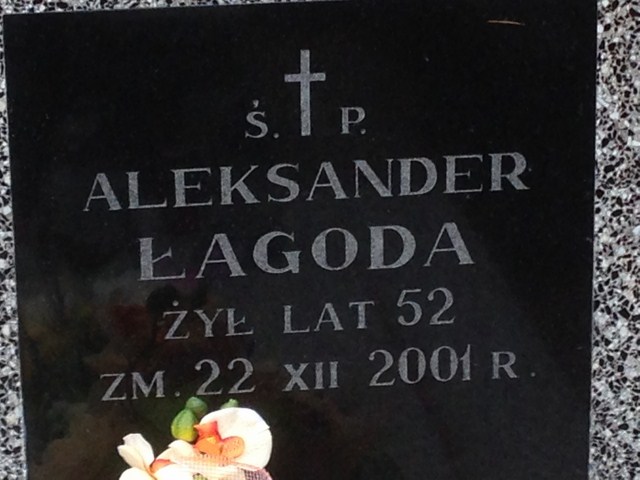 Ś. P.
ALEKSANDER
ŁAGODA
ŻYŁ LAT 52
ZM. 22 XII 2001 R.